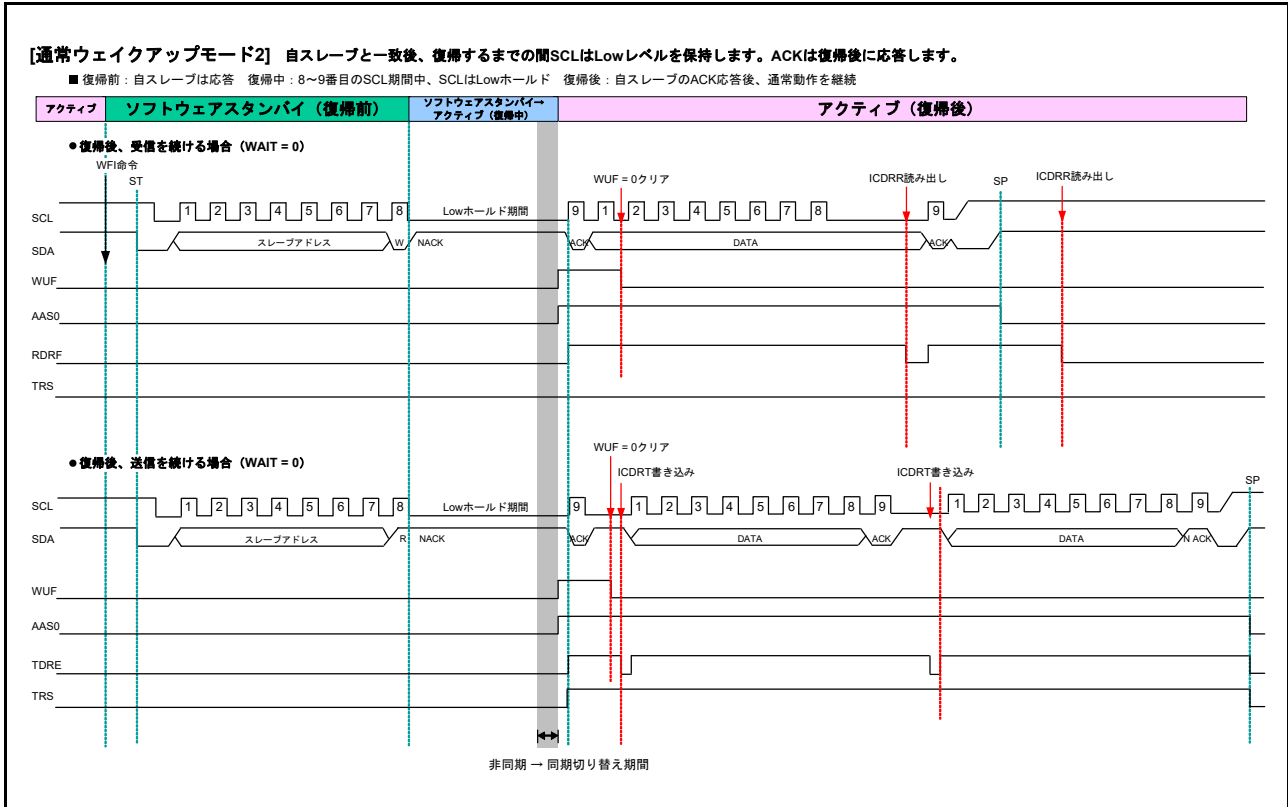 [通常ウェイクアップモード2] 自スレーブと一致後、復帰するまでの間SCLはLowレベルを保持します。ACKは復帰後に応答します。
■ 復帰前：自スレーブは応答 復帰中：8～9番目のSCL期間中、SCLはLowホールド 復帰後：自スレーブのACK応答後、通常動作を継続
アクティブ ソフトウェアスタンバイ（復帰前） ソフトウェアスタンバイ→ アクティブ（復帰後）
アクティブ（復帰中）
●復帰後、受信を続ける場合（WAIT = 0）
WFI命令
ST WUF = 0クリア ICDRR読み出し SP ICDRR読み出し
SCL 1 2 3 4 5 6 7 8 Lowホールド期間 9 1 2 3 4 5 6 7 8 9
SDA スレーブアドレス W NACK ACK DATA ACK
WUF
AAS0
RDRF
TRS
WUF = 0クリア
●復帰後、送信を続ける場合（WAIT = 0）
ICDRT書き込み ICDRT書き込み SP
SCL 1 2 3 4 5 6 7 8 Lowホールド期間 9 1 2 3 4 5 6 7 8 9 1 2 3 4 5 6 7 8 9
SDA スレーブアドレス R NACK ACK DATA ACK DATA N ACK
WUF
AAS0
TDRE
TRS
非同期 → 同期切り替え期間